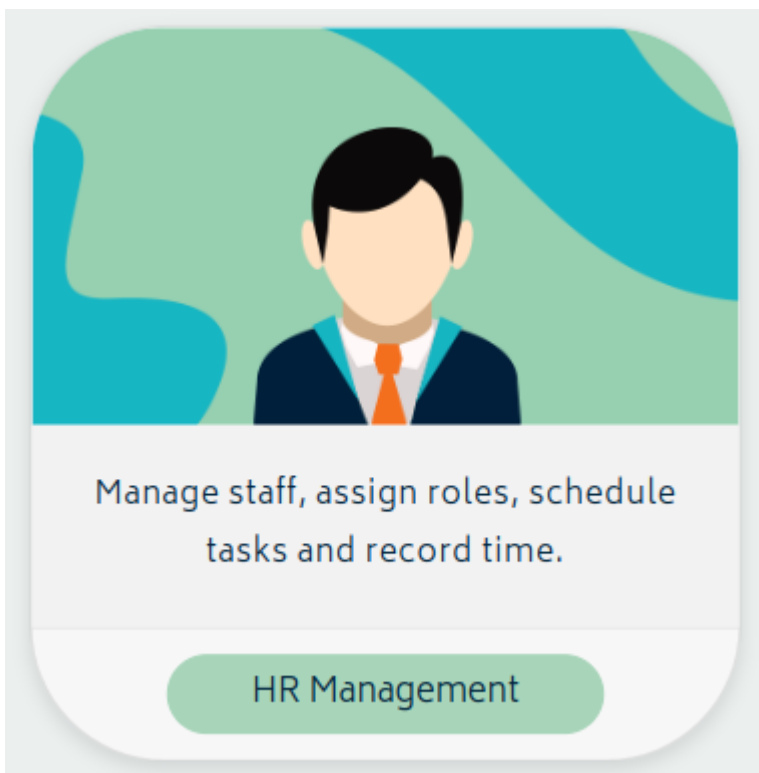 Manage staff, assign roles, schedule
tasks and record time.
HR Management